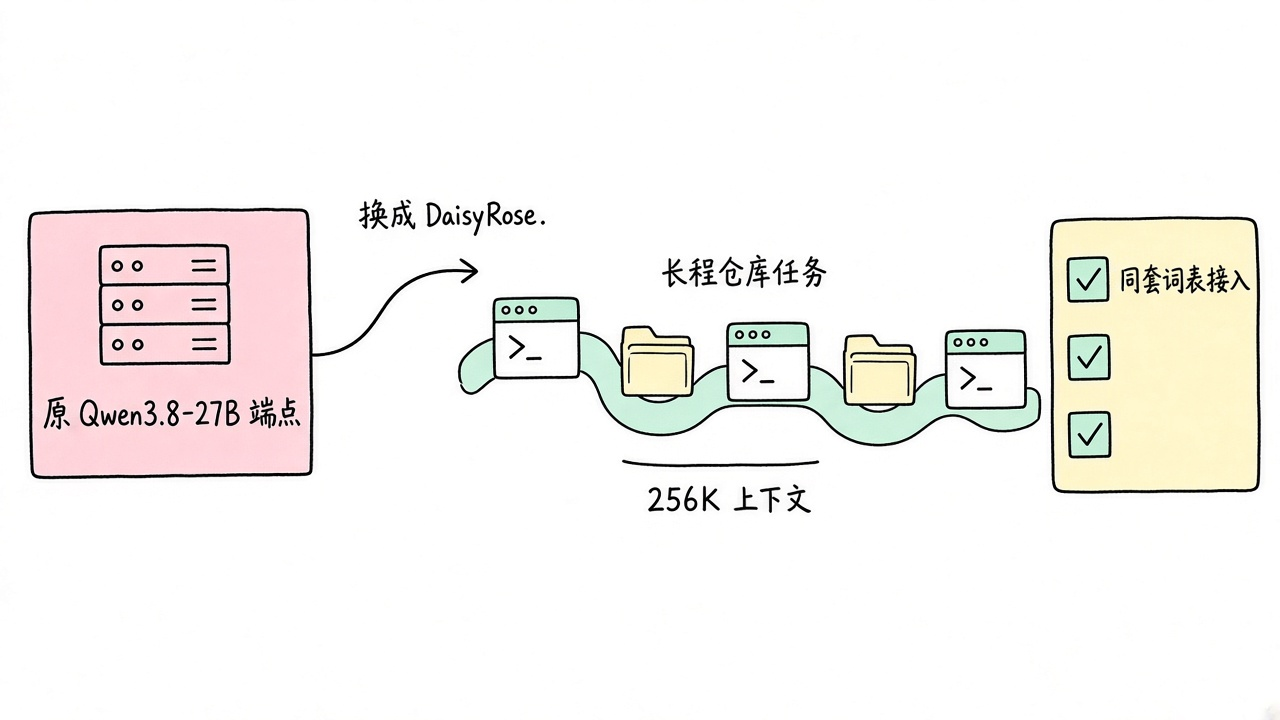 换成 DaisyRose.
原 Qwen3.8-27B 端点
长程仓库任务
>_
>_
>_
256K 上下文
同套词表接入